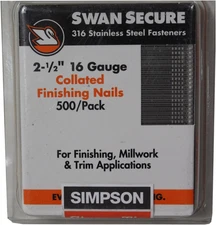 SWAN SECURE
316 Stainless Steel Fasteners
2-½" 16 Gauge
Collated
Finishing Nails
500/Pack
For Finishing, Millwork
& Trim Applications
SIMPSON